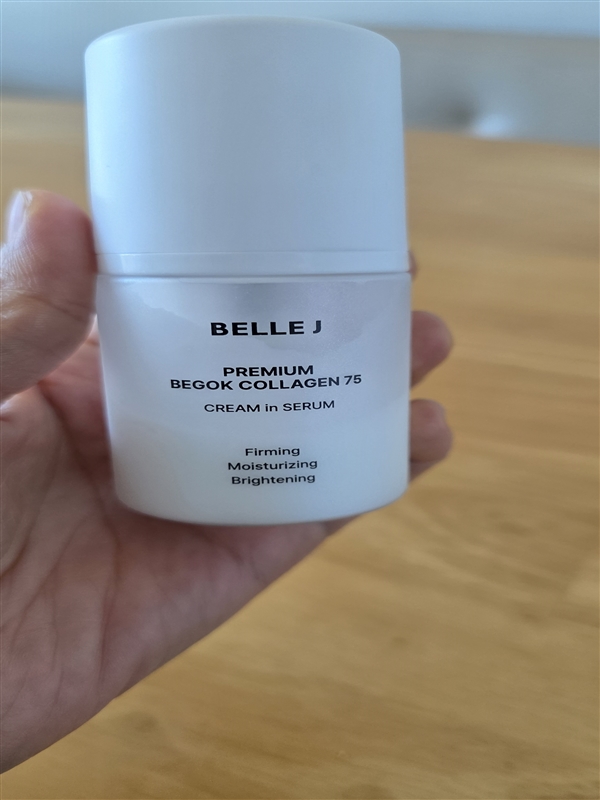 BELLE J
PREMIUM
BEGOK COLLAGEN 75
CREAM in SERUM
Firming
Moisturizing
Brightening